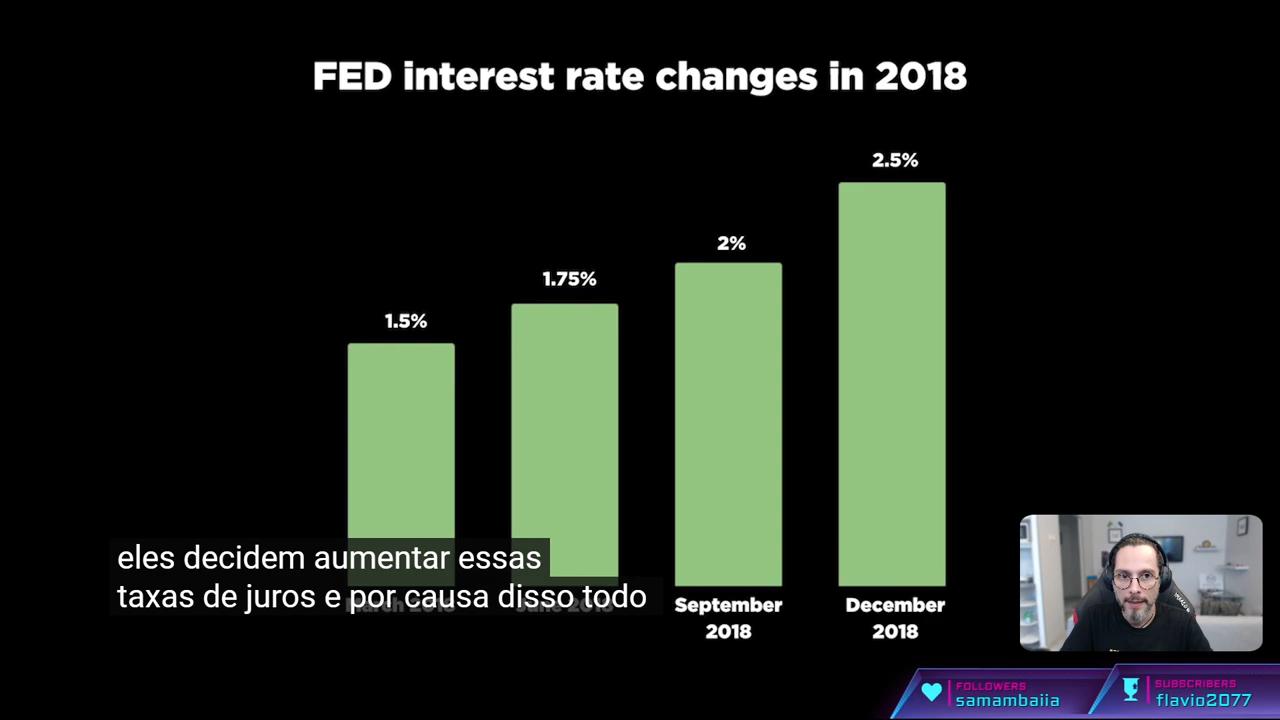 FED interest rate changes in 2018
2.5%
2%
1.75%
1.5%
eles decidem aumentar essas
taxas de juros e por causa disso todo
September
2018
December
2018
FOLLOWERS
samambaiia
SUBSCRIBERS
flavio2077